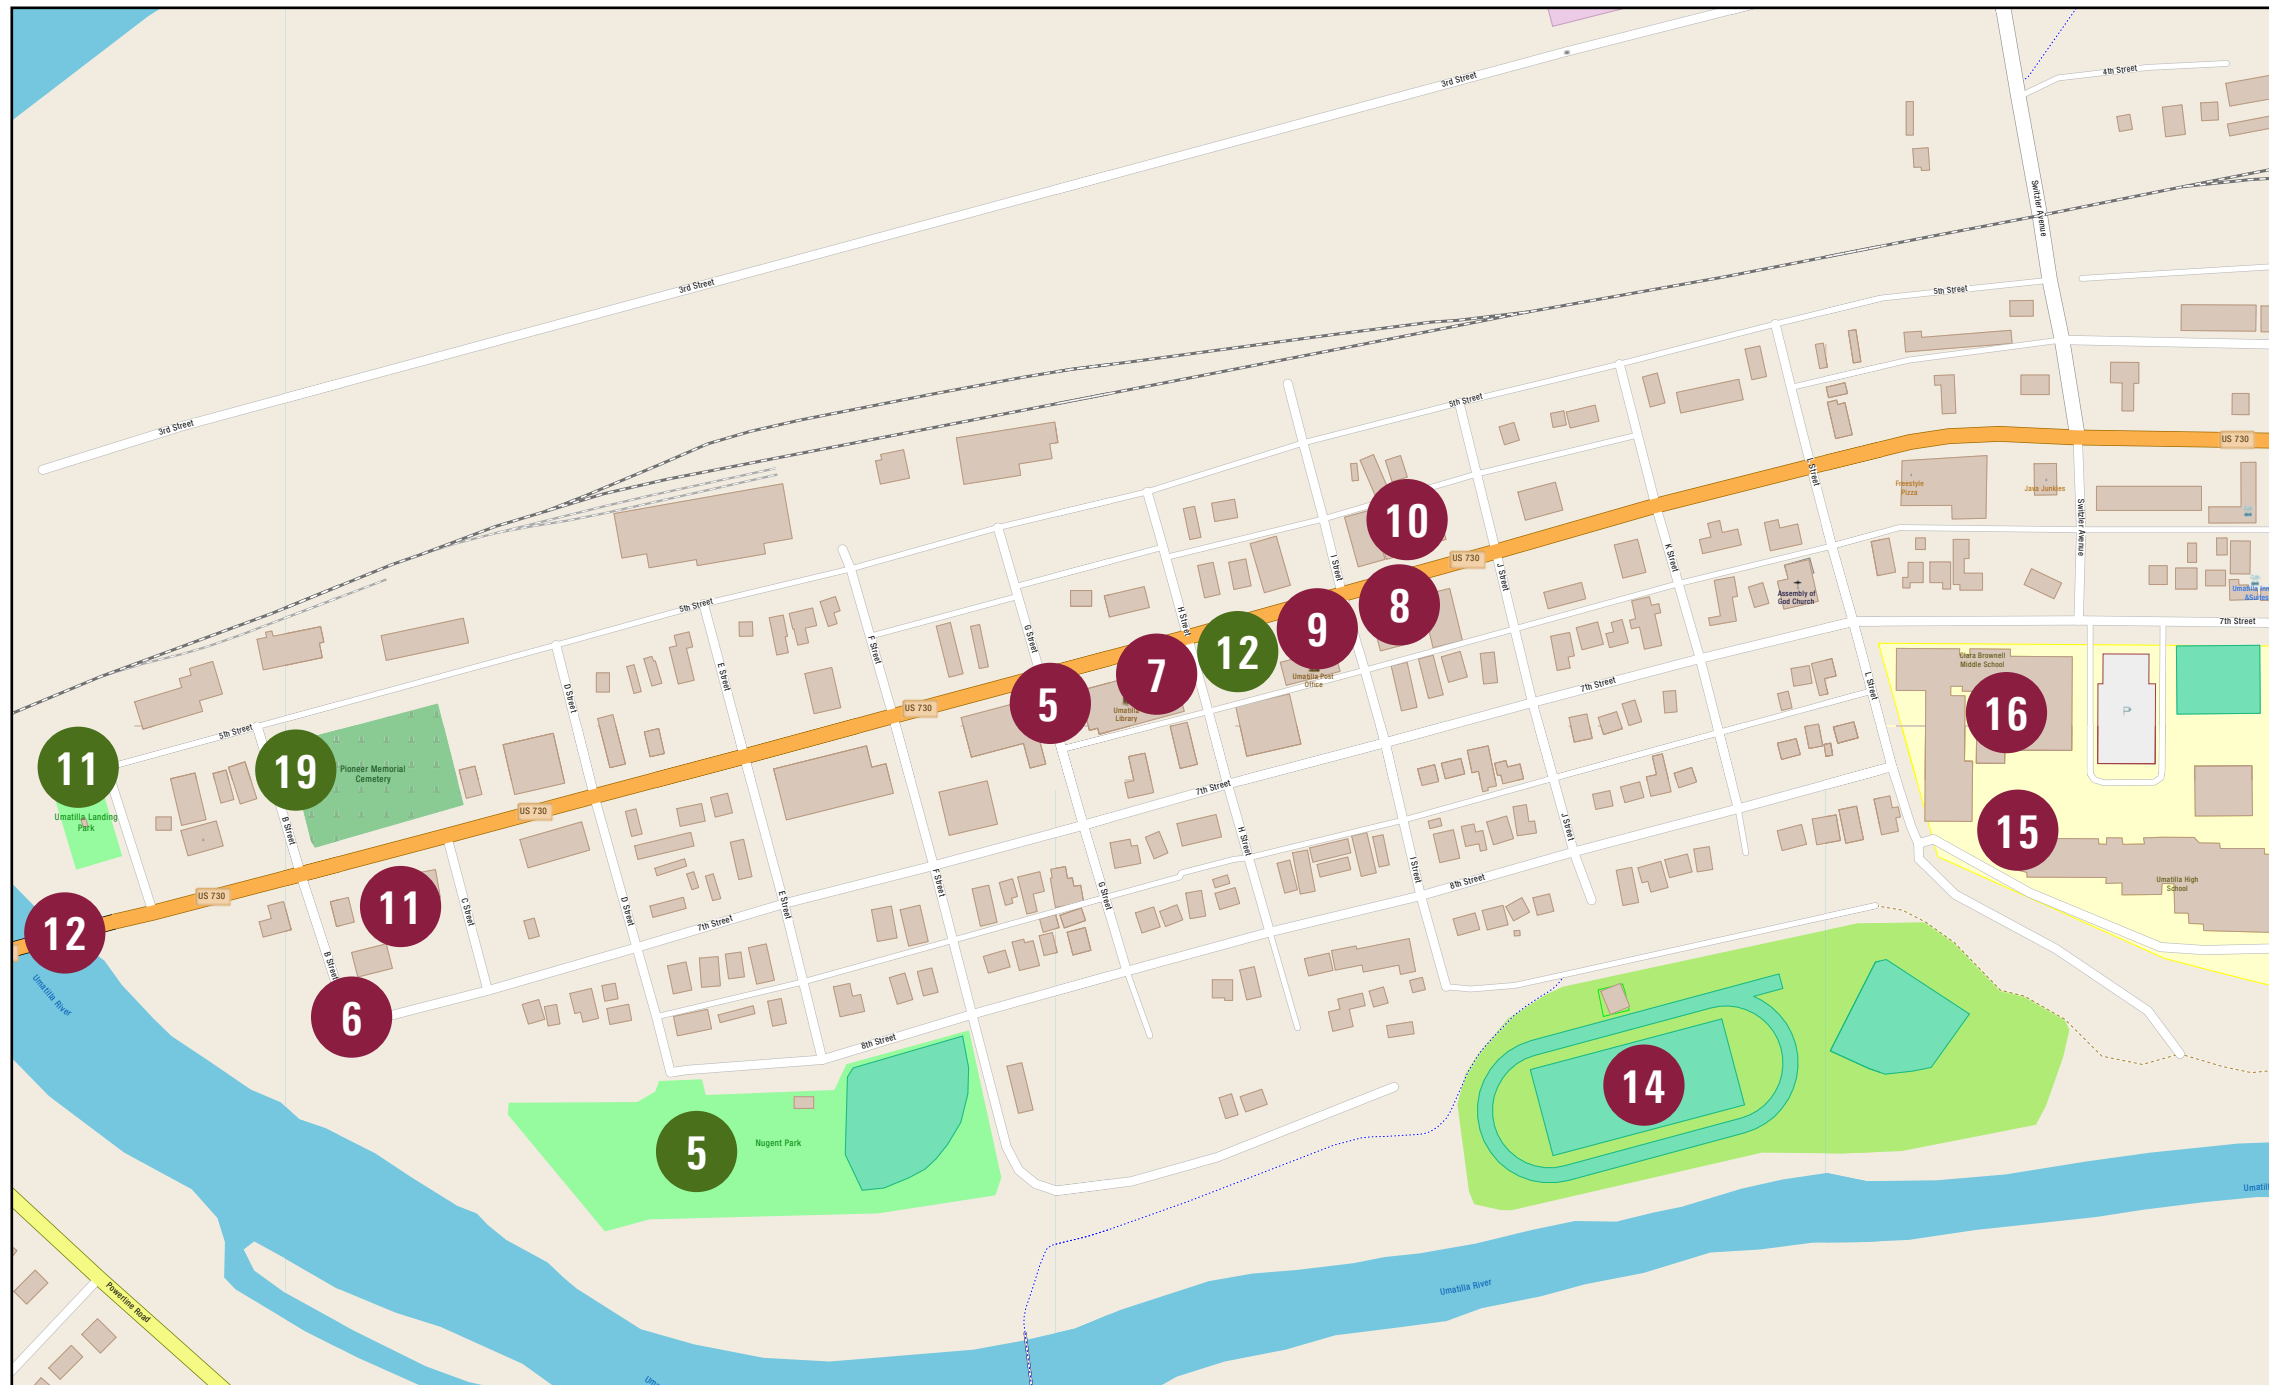 4th Street
3rd Street
Switzler Avenue
3rd Street
5th Street
5th Street
3rd Street
US 730
L Street
Freestyle
Pizza
Java Junkies
Switzler Avenue
10
US 730
I Street
J Street
K Street
Assembly of
God Church
8
9
12
H Street
7
5
G Street
F Street
E Street
D Street
5th Street
7th Street
Umatilla Post
Office
Umatilla
Library
US 730
7th Street
L Street
Clara Brownell
Middle School
16
P
5th Street
11
19
Pioneer Memorial
Cemetery
Umatilla Landing
Park
B Street
US 730
7th Street
H Street
J Street
15
Umatilla High
School
I Street
8th Street
G Street
F Street
E Street
D Street
C Street
7th Street
US 730
11
12
B Street
6
Umatilla River
8th Street
14
5
Nugent Park
Umatilla River
Powerline Road